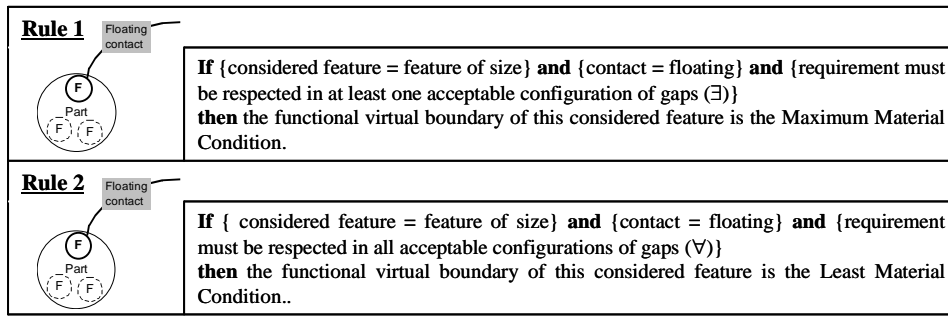 Rule 1
Floating
contact
F
Part
F F
If {considered feature = feature of size} and {contact = floating} and {requirement must
be respected in at least one acceptable configuration of gaps (∃)}
then the functional virtual boundary of this considered feature is the Maximum Material
Condition.
Rule 2
Floating
contact
F
Part
F F
If { considered feature = feature of size} and {contact = floating} and {requirement
must be respected in all acceptable configurations of gaps (∀)}
then the functional virtual boundary of this considered feature is the Least Material
Condition..